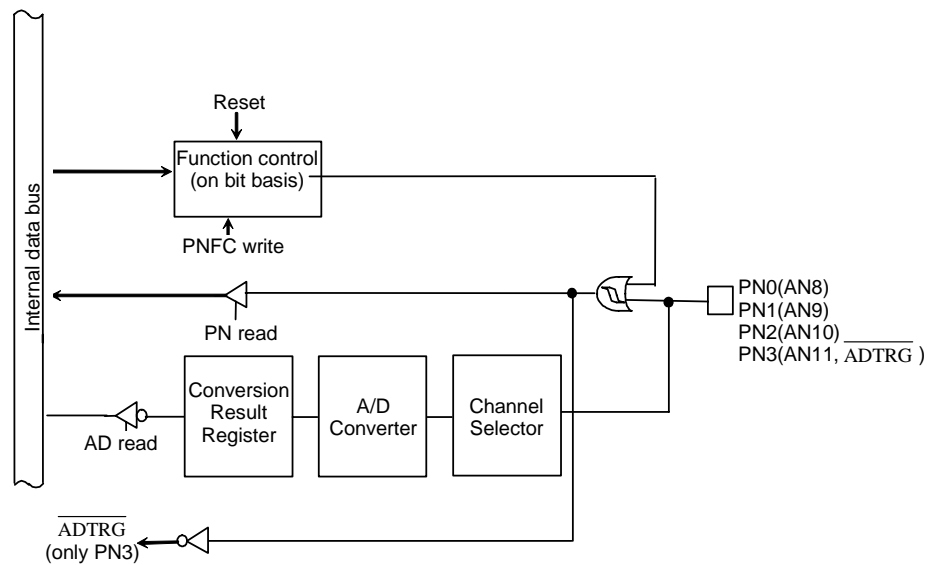 Reset
Function control
(on bit basis)
PNFC write
Internal data bus
PN read
PN0(AN8)
PN1(AN9)
PN2(AN10)
PN3(AN11, ADTRG )
Conversion
Result
Register
A/D
Converter
Channel
Selector
AD read
ADTRG
(only PN3)